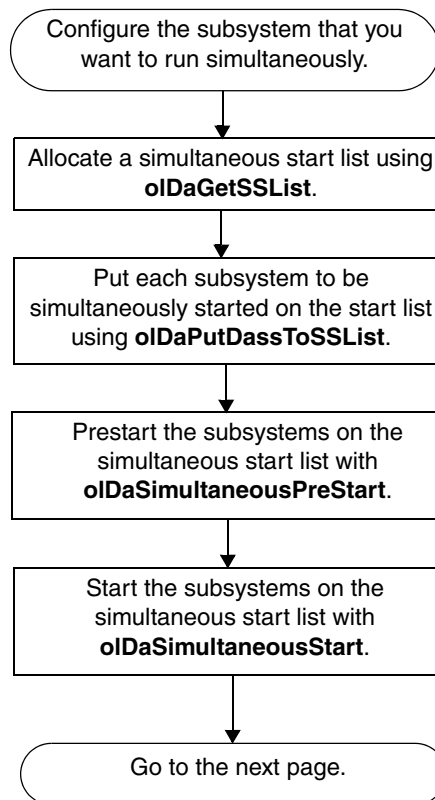 Configure the subsystem that you
want to run simultaneously.
Allocate a simultaneous start list using
olDaGetSSList.
Put each subsystem to be
simultaneously started on the start list
using olDaPutDassToSSList.
Prestart the subsystems on the
simultaneous start list with
olDaSimultaneousPreStart.
Start the subsystems on the
simultaneous start list with
olDaSimultaneousStart.
Go to the next page.